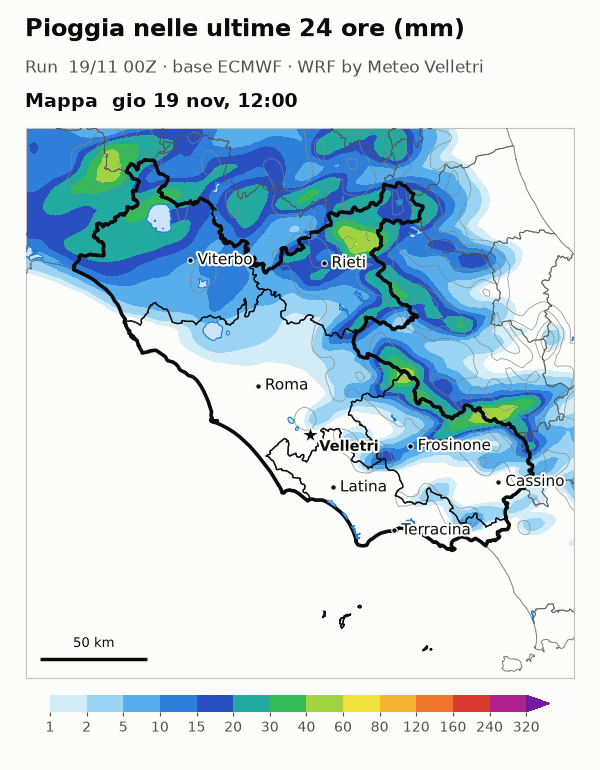 Pioggia nelle ultime 24 ore (mm)
Run 19/11 00Z · base ECMWF · WRF by Meteo Velletri
Mappa gio 19 nov, 12:00
Viterbo
Rieti
Roma
Velletri
Frosinone
Latina
Cassino
Terracina
50 km
1 2 5 10 15 20 30 40 60 80 120 160 240 320